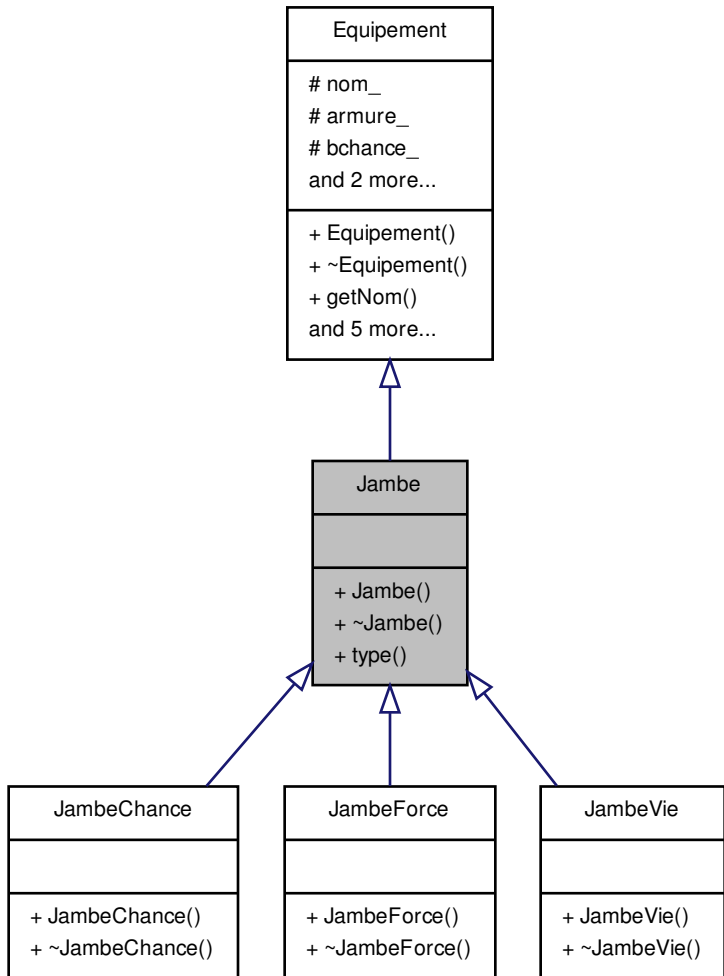 Equipement
# nom_
# armure_
# bchance_
and 2 more...
+ Equipement()
+ ~Equipement()
+ getNom()
and 5 more...
Jambe
+ Jambe()
+ ~Jambe()
+ type()
JambeChance
+ JambeChance()
+ ~JambeChance()
JambeForce
+ JambeForce()
+ ~JambeForce()
JambeVie
+ JambeVie()
+ ~JambeVie()